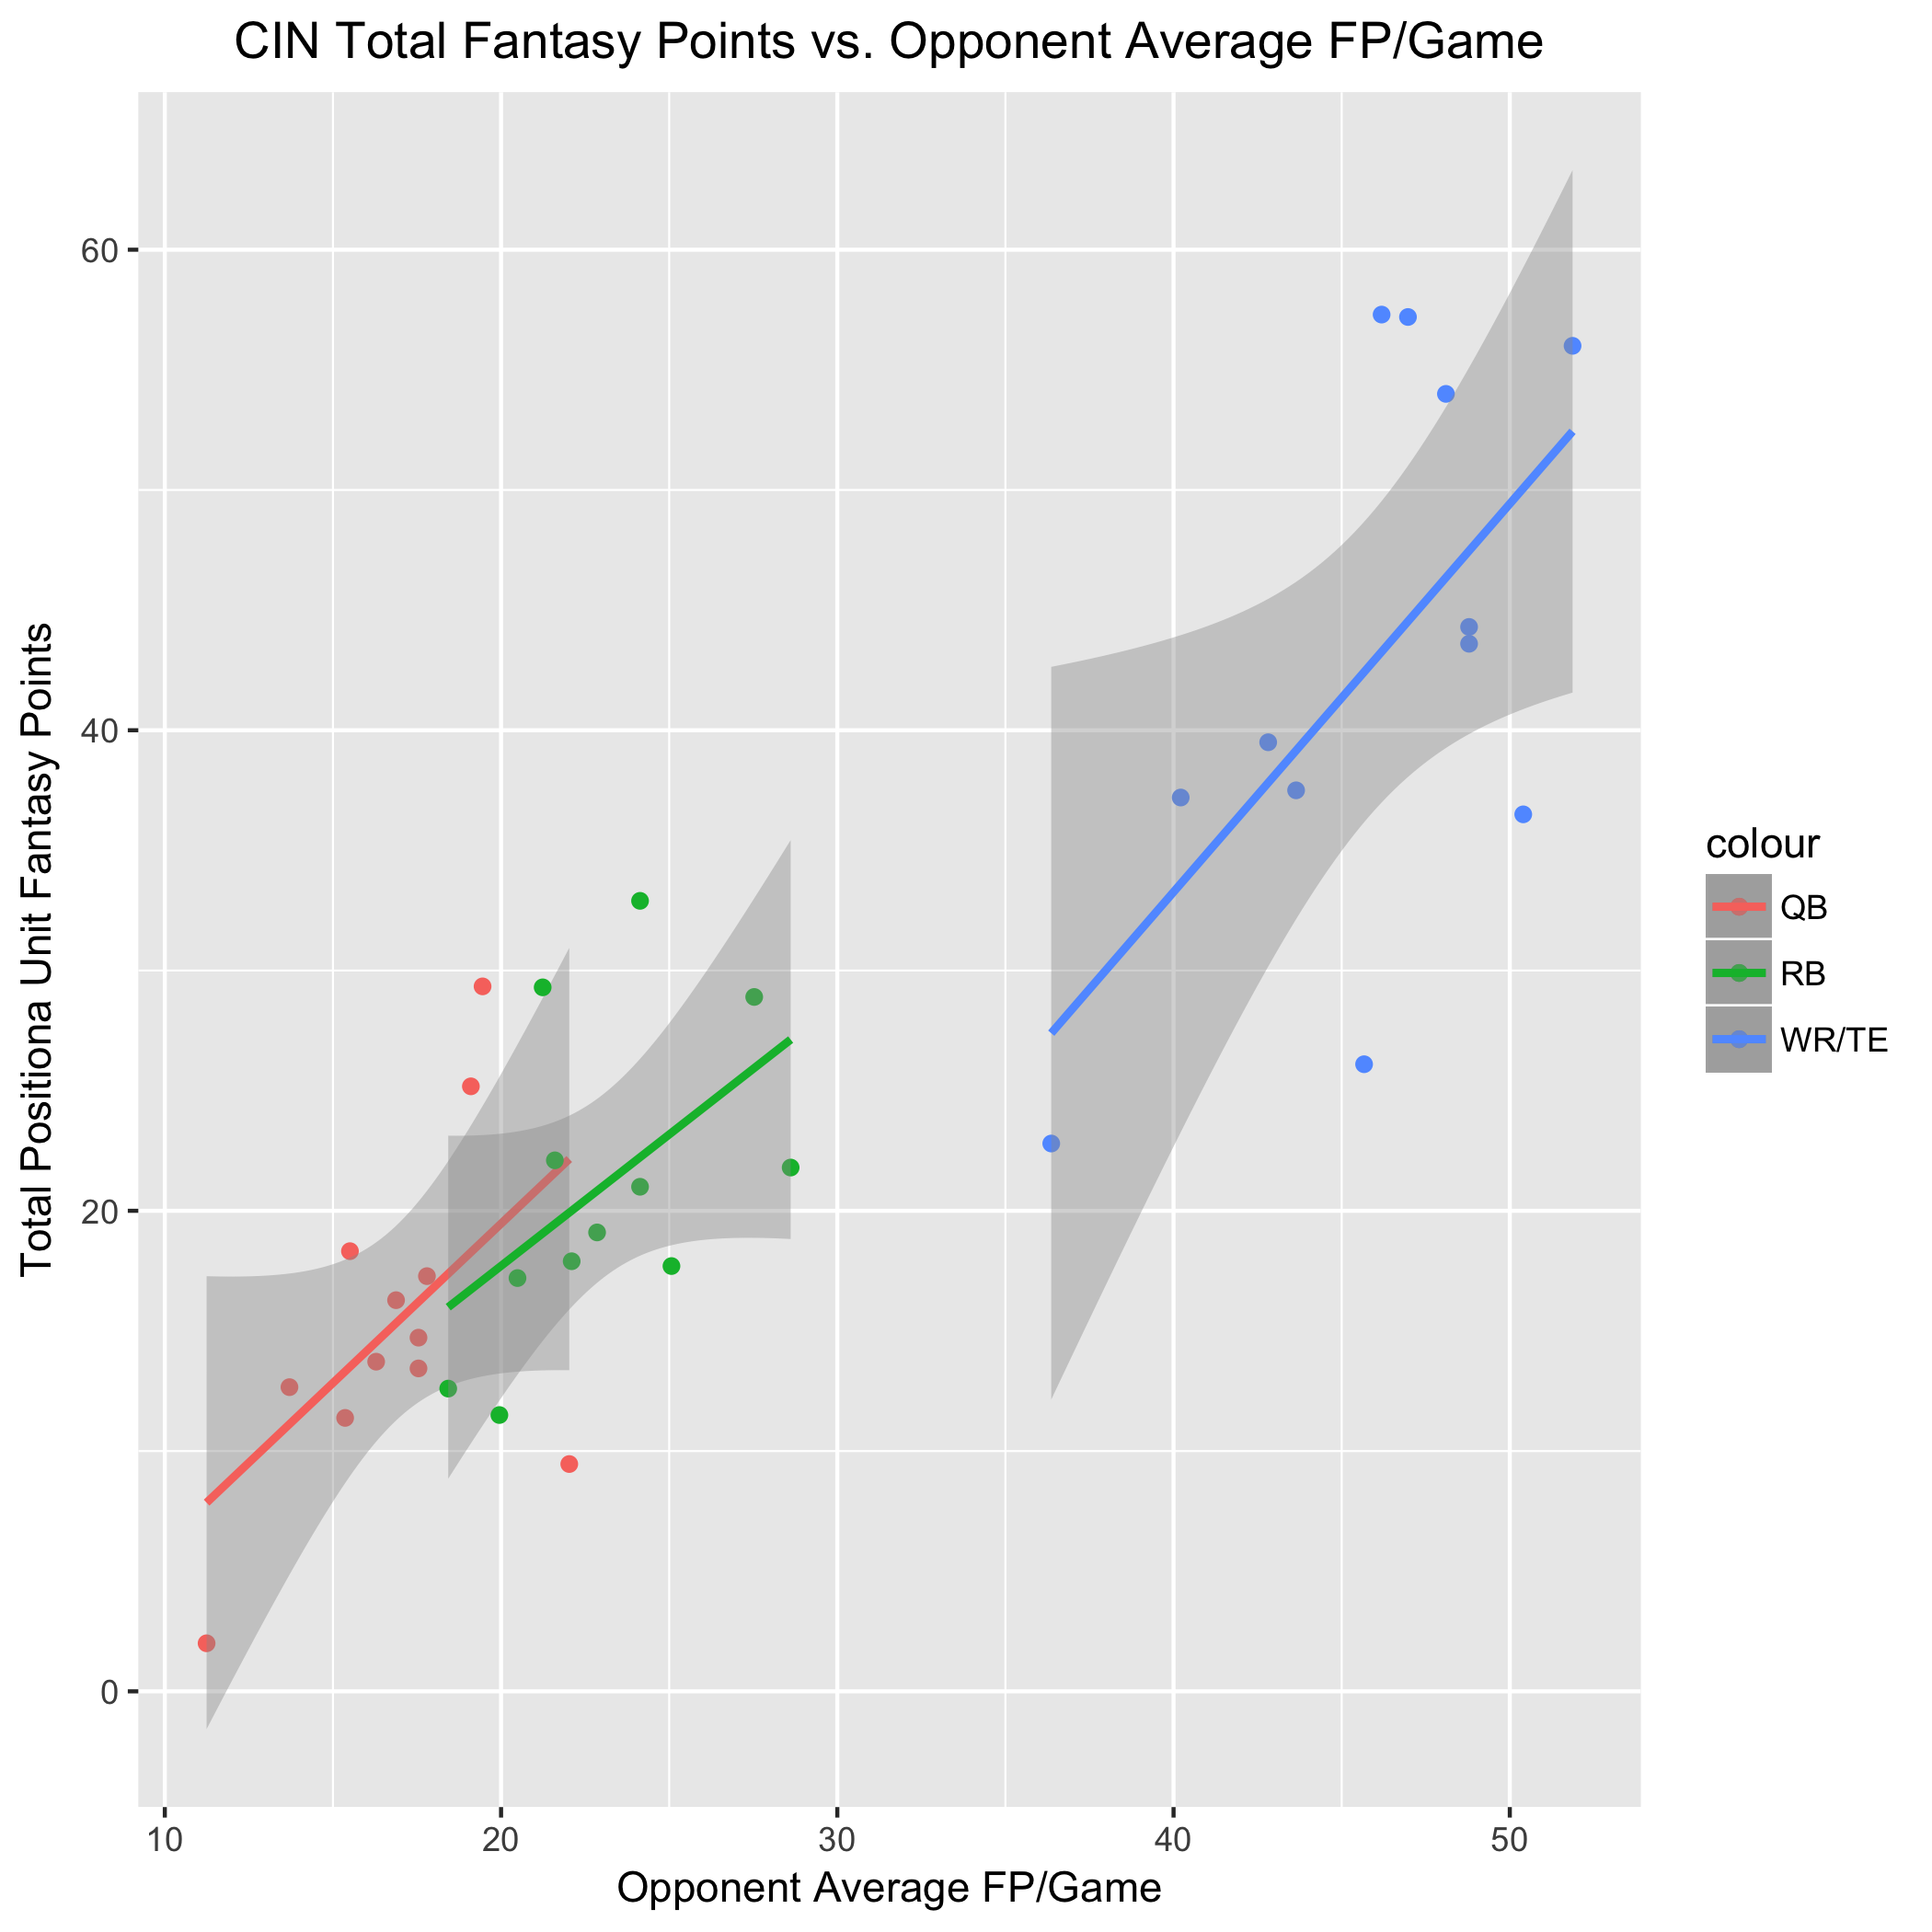 CIN Total Fantasy Points vs. Opponent Average FP/Game
Total Positiona Unit Fantasy Points
60
40
20
0
10 20 30 40 50
Opponent Average FP/Game
colour
QB
RB
WR/TE